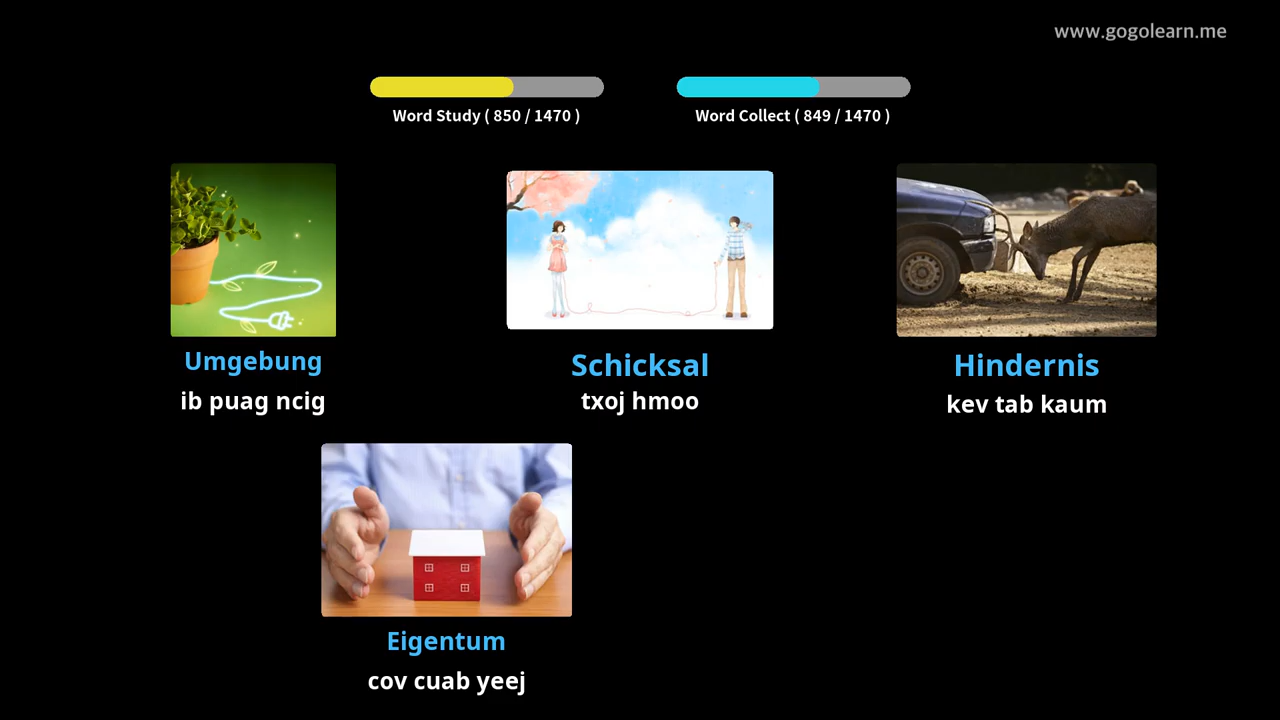 www.gogolearn.me
Word Study ( 850 / 1470 )
Word Collect ( 849 / 1470 )
Umgebung
ib puag ncig
Schicksal
txoj hmoo
Hindernis
kev tab kaum
Eigentum
cov cuab yeej